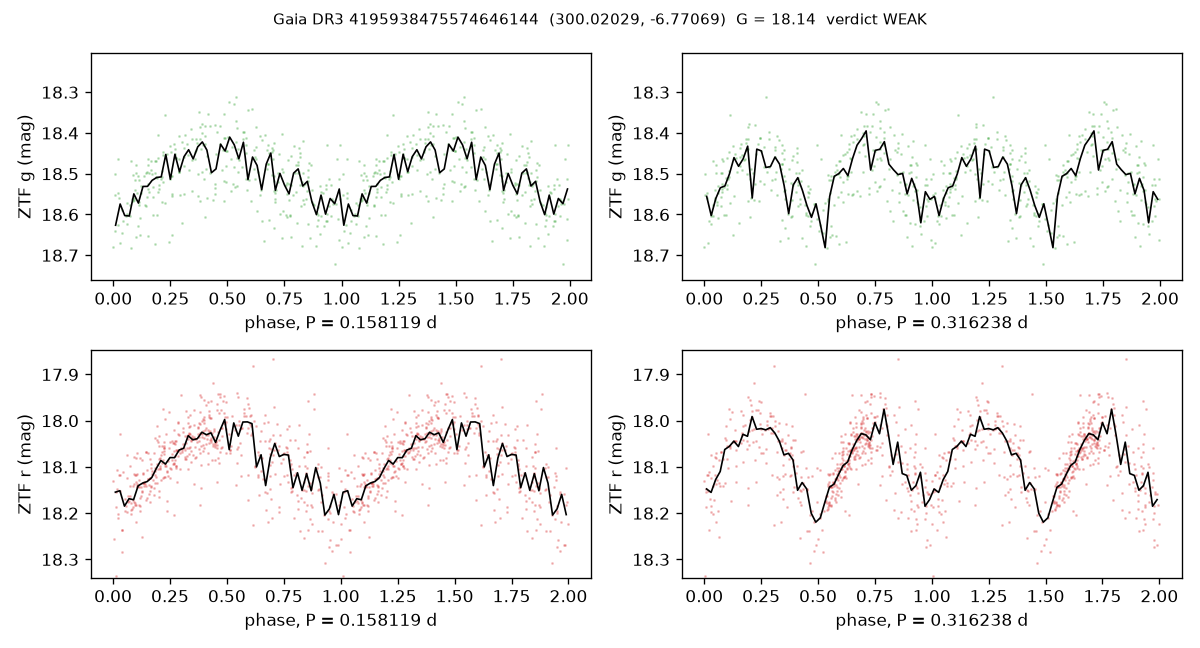 Gaia DR3 4195938475574646144 (300.02029, -6.77069) G = 18.14 verdict WEAK
ZTF g (mag)
18.3
18.4
18.5
18.6
18.7
0.00 0.25 0.50 0.75 1.00 1.25 1.50 1.75 2.00
phase, P = 0.158119 d
ZTF g (mag)
18.3
18.4
18.5
18.6
18.7
0.00 0.25 0.50 0.75 1.00 1.25 1.50 1.75 2.00
phase, P = 0.316238 d
ZTF r (mag)
17.9
18.0
18.1
18.2
18.3
0.00 0.25 0.50 0.75 1.00 1.25 1.50 1.75 2.00
phase, P = 0.158119 d
ZTF r (mag)
17.9
18.0
18.1
18.2
18.3
0.00 0.25 0.50 0.75 1.00 1.25 1.50 1.75 2.00
phase, P = 0.316238 d